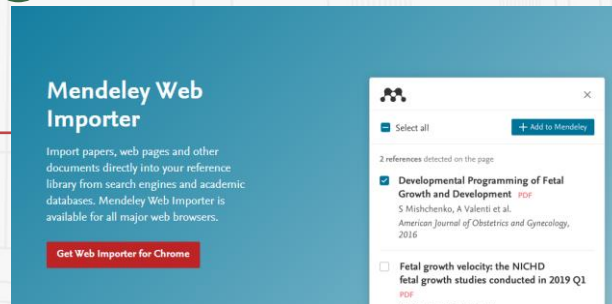 Mendeley Web
Importer
Import papers, web pages and other
documents directly into your reference
library from search engines and academic
databases. Mendeley Web Importer is
available for all major web browsers.
Get Web Importer for Chrome
Select all
+ Add to Mendeley
2 references detected on the page
Developmental Programming of Fetal
Growth and Development PDF
S Mishchenko, A Valenti et al.
American Journal of Obstetrics and Gynecology,
2016
Fetal growth velocity: the NICHD
fetal growth studies conducted in 2019 Q1
PDF